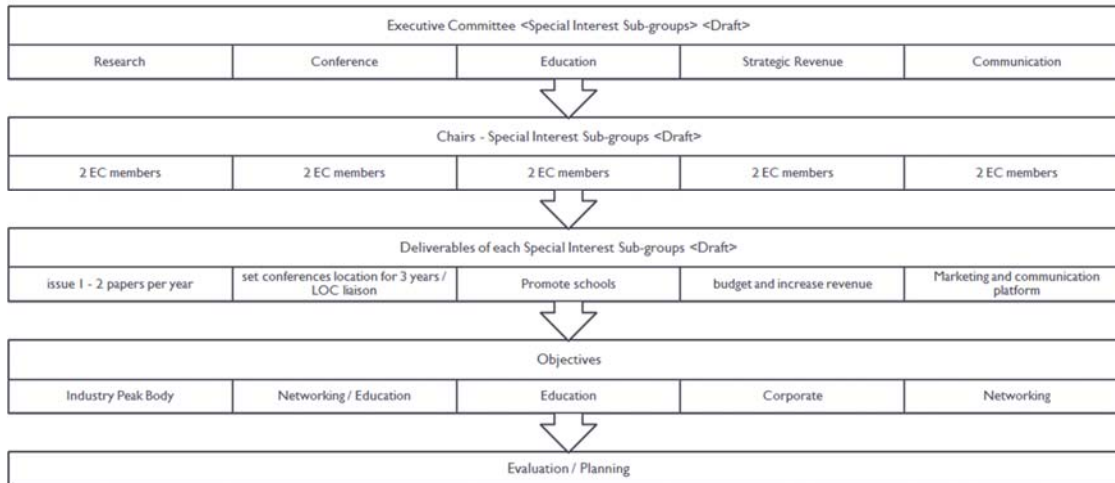 Executive Committee <Special Interest Sub-groups> <Draft>
Research
Conference
Education
Strategic Revenue
Communication
Chairs - Special Interest Sub-groups <Draft>
2 EC members
2 EC members
2 EC members
2 EC members
2 EC members
Deliverables of each Special Interest Sub-groups <Draft>
issue 1 - 2 papers per year
set conferences location for 3 years /
LOC liaison
Promote schools
budget and increase revenue
Marketing and communication
platform
Objectives
Industry Peak Body
Networking / Education
Education
Corporate
Networking
Evaluation / Planning